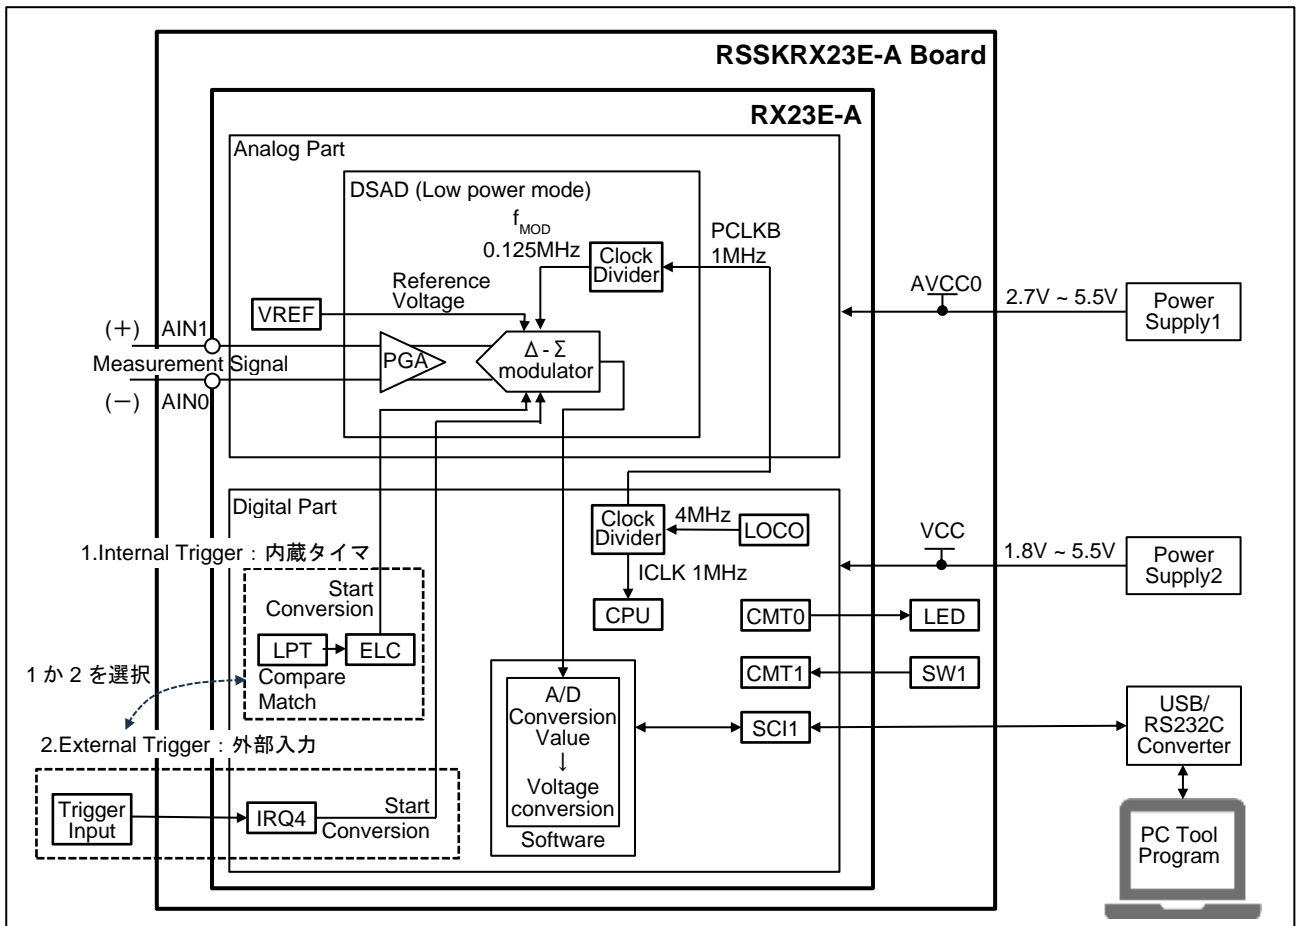 RSSKRX23E-A Board
RX23E-A
Analog Part
DSAD (Low power mode)
fMOD
0.125MHz
Clock
Divider
PCLKB
1MHz
Reference
Voltage
VREF
AVCC0
2.7V ~ 5.5V
Power
Supply1
(+) AIN1
PGA
Δ - Σ
modulator
Measurement Signal
(−) AIN0
Digital Part
Clock
Divider
4MHz
LOCO
VCC
1.8V ~ 5.5V
Power
Supply2
1.Internal Trigger：内蔵タイマ
Start
Conversion
ICLK 1MHz
CPU
CMT0
LED
LPT
ELC
Compare
Match
1 か 2 を選択
CMT1
SW1
A/D
Conversion
Value
↓
Voltage
conversion
Software
SCI1
USB/
RS232C
Converter
2.External Trigger：外部入力
Trigger
Input
IRQ4
Start
Conversion
PC Tool
Program